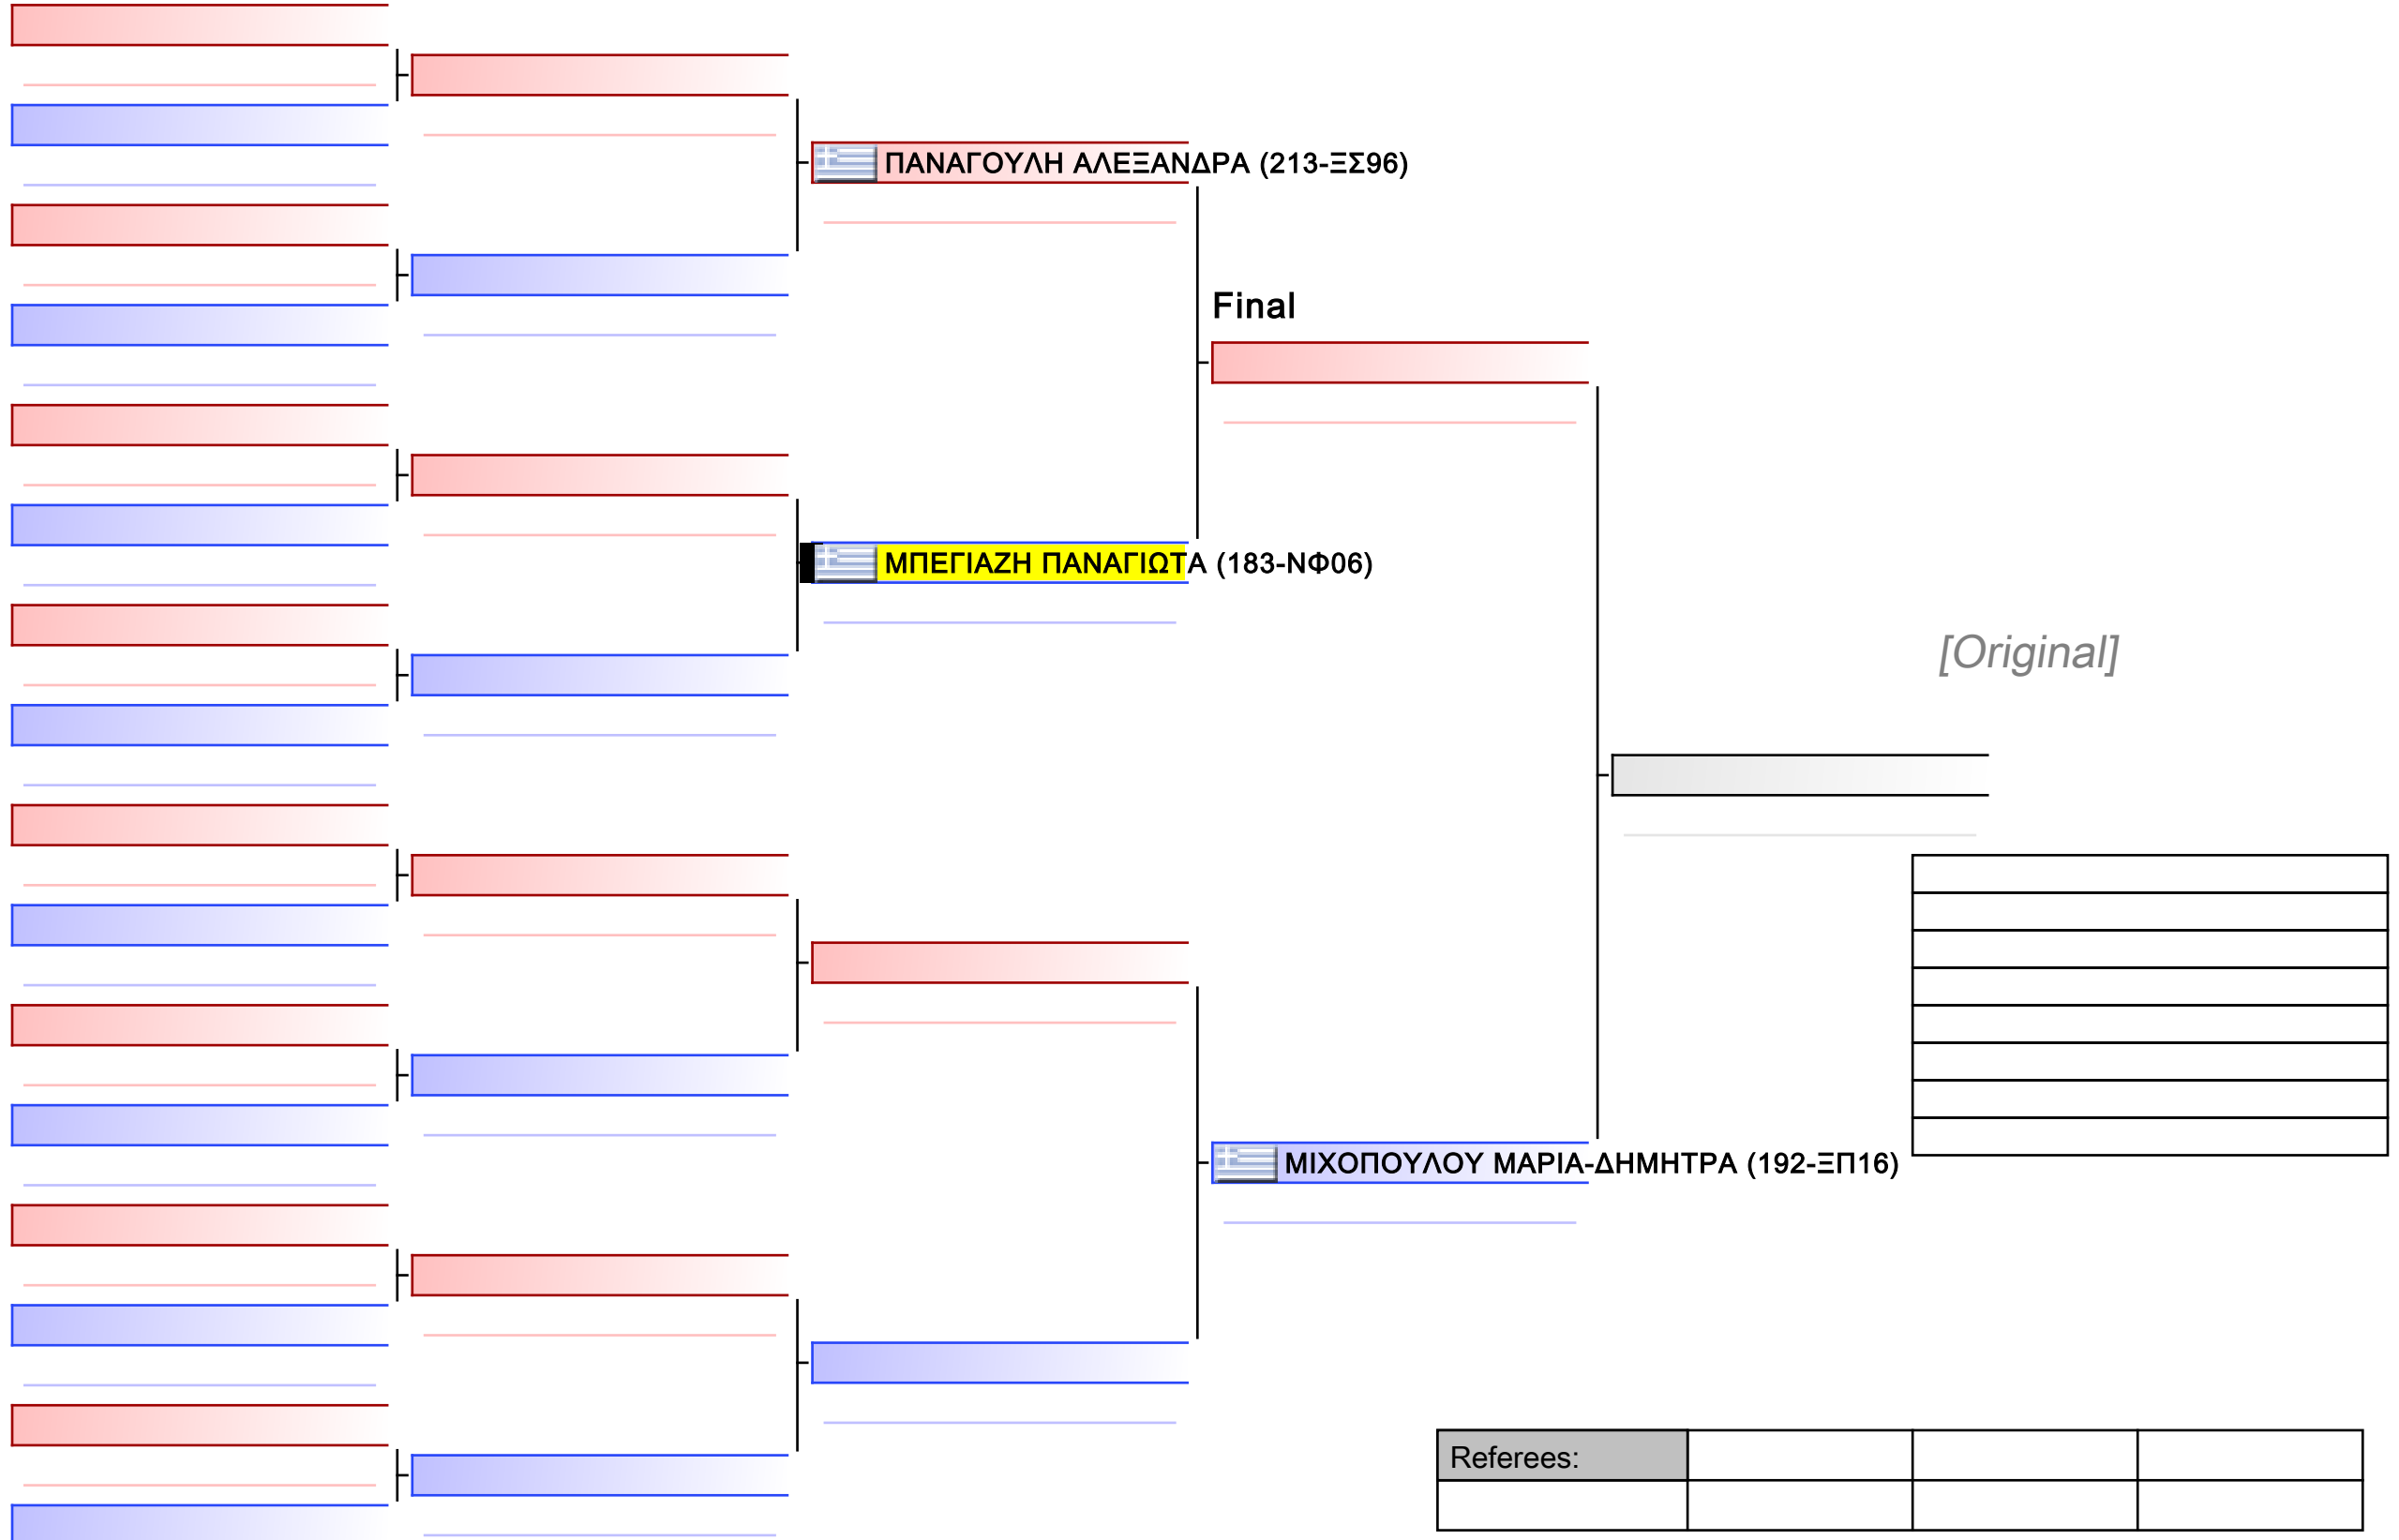 ΠΑΝΑΓΟΥΛΗ ΑΛΕΞΑΝΔΡΑ (213-ΞΣ96)
Final
ΜΠΕΓΙΑΖΗ ΠΑΝΑΓΙΩΤΑ (183-ΝΦ06)
[Original]
ΜΙΧΟΠΟΥΛΟΥ ΜΑΡΙΑ-ΔΗΜΗΤΡΑ (192-ΞΠ16)
Referees: